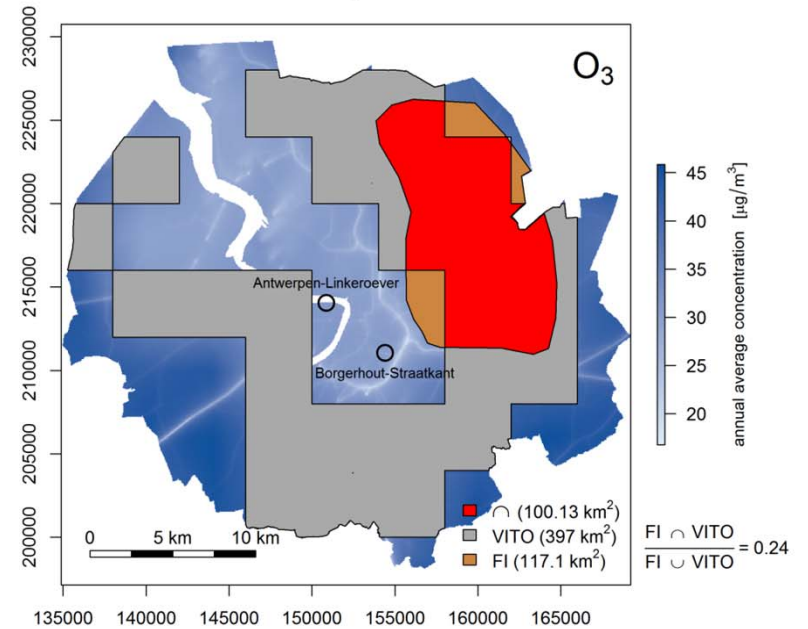 O3
230000
225000
220000
215000
210000
205000
200000
Antwerpen-Linkeroever
Borgerhout-Straatkant
0 5 km 10 km
∩ (100.13 km2)
VITO (397 km2)
FI (117.1 km2)
135000 140000 145000 150000 155000 160000 165000
45
40
35
30
25
20
annual average concentration [µg/m3]
FI ∩ VITO
FI ∪ VITO
= 0.24